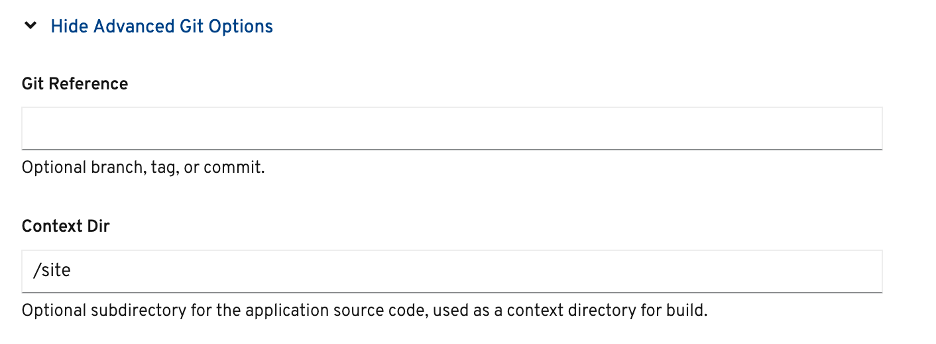 Hide Advanced Git Options
Git Reference
Optional branch, tag, or commit.
Context Dir
/site
Optional subdirectory for the application source code, used as a context directory for build.